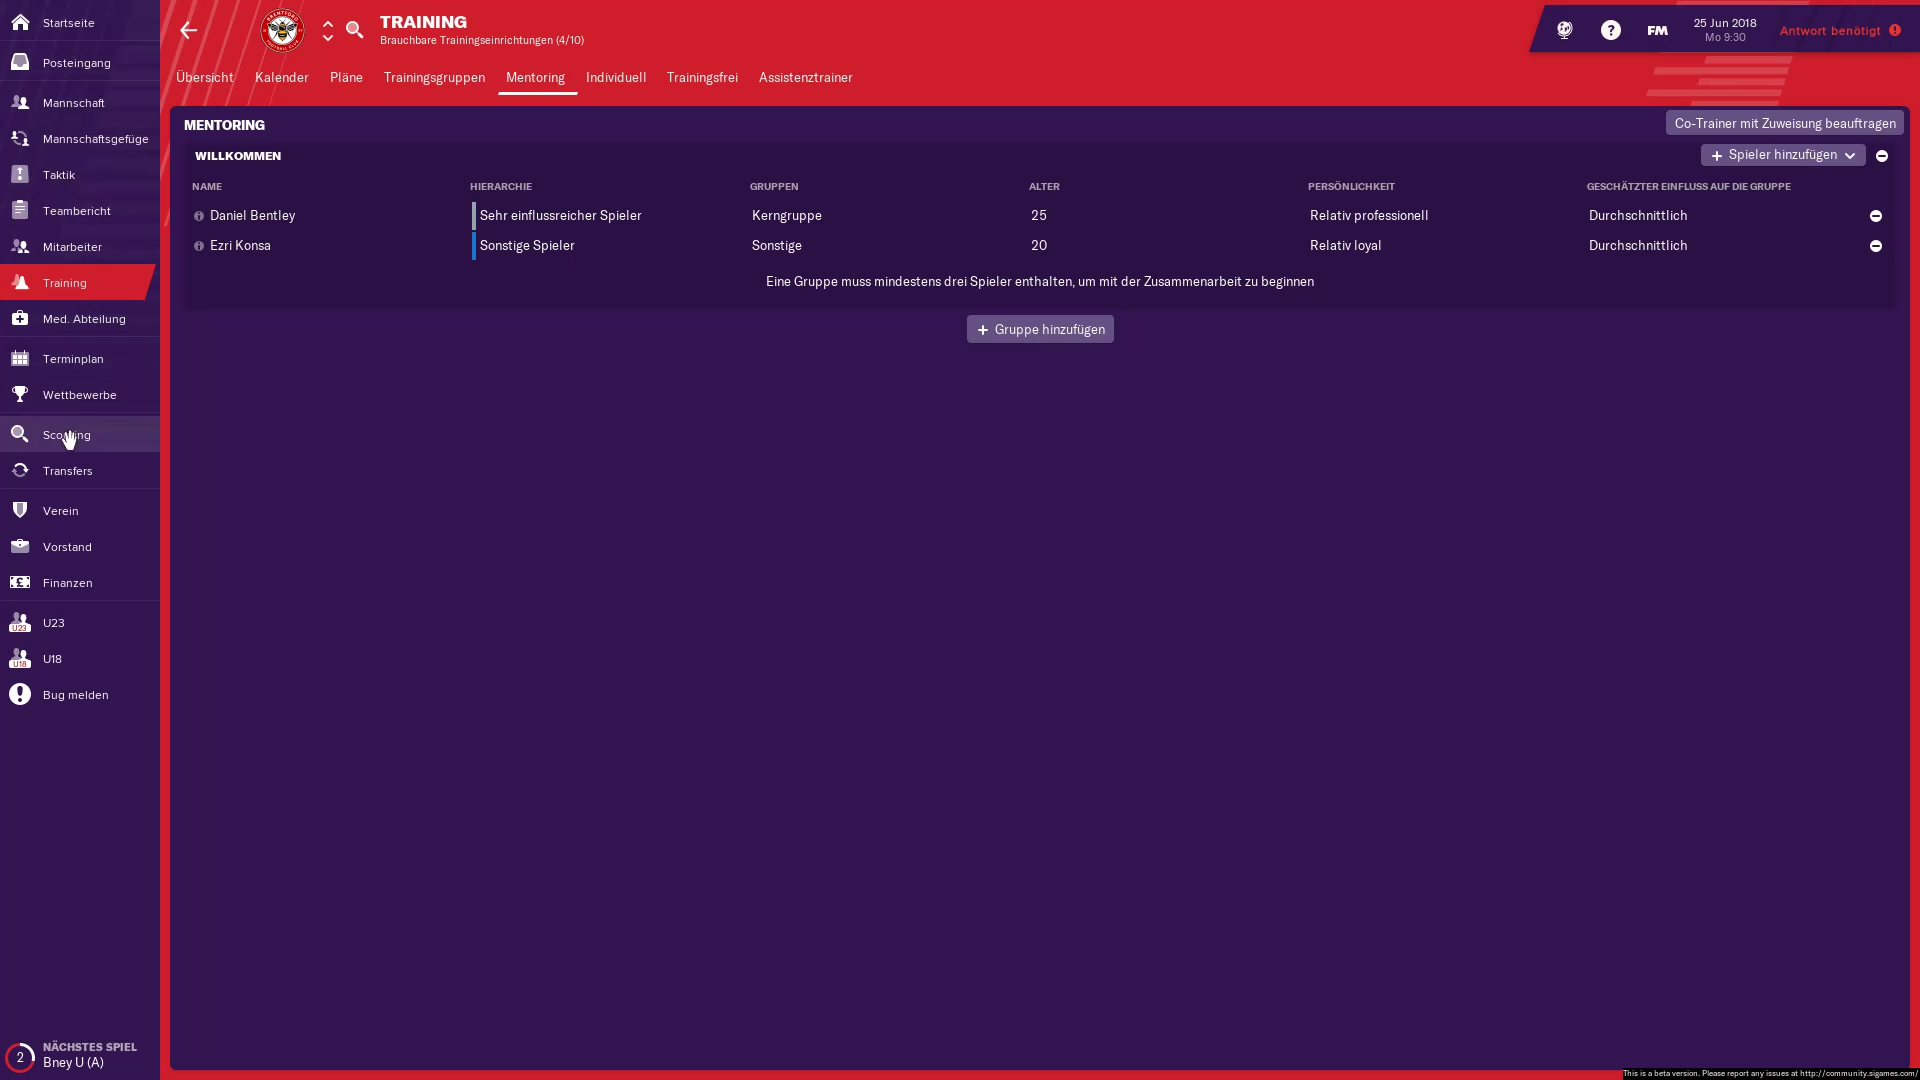 Startseite
Posteingang
Mannschaft
Mannschaftsgefüge
Taktik
Teambericht
Mitarbeiter
Training
Med. Abteilung
Terminplan
Wettbewerbe
Transfers
Verein
Vorstand
Finanzen
U23
U23
U18
U18
Bug melden
2
NÄCHSTES SPIEL
Bney U (A)
TRAINING
Brauchbare Trainingseinrichtungen (4/10)
FM
25 Jun 2018
Mo 9:30
Antwort benötigt
Übersicht Kalender Pläne Trainingsgruppen Mentoring Individuell Trainingsfrei Assistenztrainer
MENTORING
Co-Trainer mit Zuweisung beauftragen
WILLKOMMEN
+ Spieler hinzufügen
NAME HIERARCHIE GRUPPEN ALTER PERSÖNLICHKEIT GESCHÄTZTER EINFLUSS AUF DIE GRUPPE
Daniel Bentley Sehr einflussreicher Spieler Kerngruppe 25 Relativ professionell Durchschnittlich
Ezri Konsa Sonstige Spieler Sonstige 20 Relativ loyal Durchschnittlich
Eine Gruppe muss mindestens drei Spieler enthalten, um mit der Zusammenarbeit zu beginnen
+ Gruppe hinzufügen
This is a beta version. Please report any issues at http://community.sigames.com/